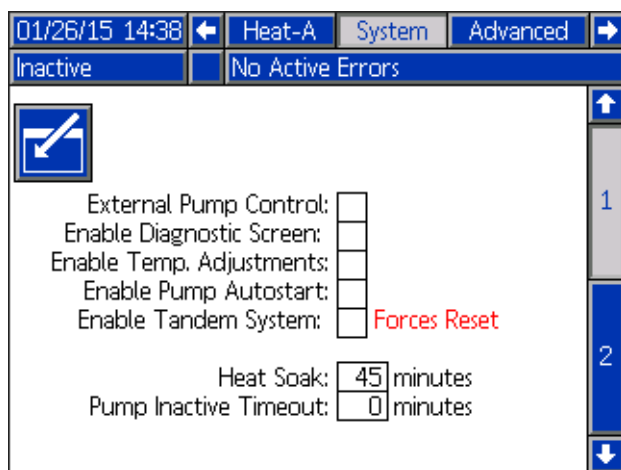 01/26/15 14:38 Heat-A System Advanced
Inactive No Active Errors
1
External Pump Control:
Enable Diagnostic Screen:
Enable Temp. Adjustments:
Enable Pump Autostart:
Enable Tandem System: Forces Reset
2
Heat Soak: 45 minutes
Pump Inactive Timeout: 0 minutes